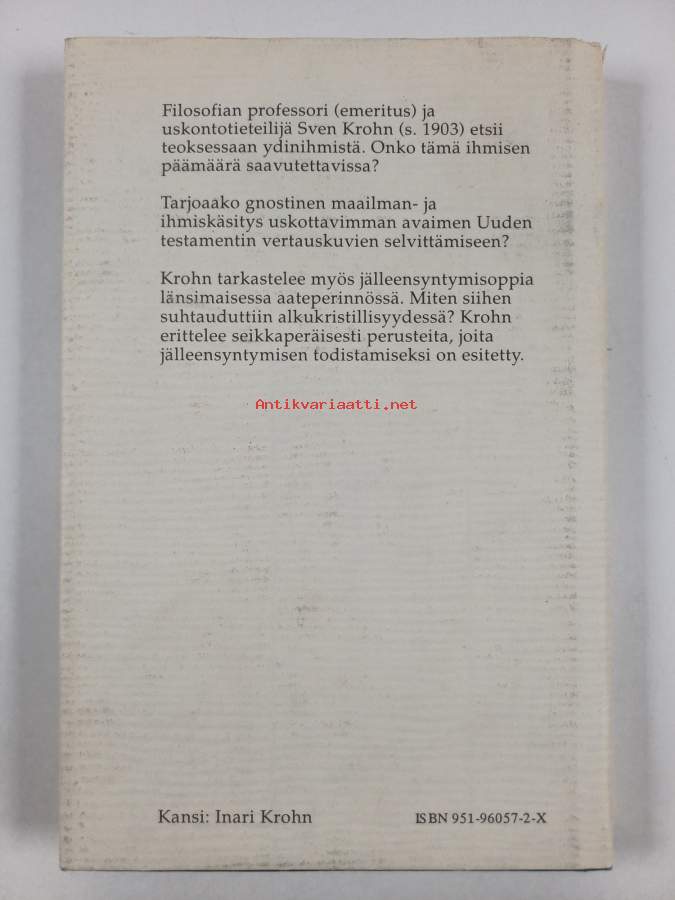 Filosofian professori (emeritus) ja
uskontotieteilijä Sven Krohn (s. 1903) etsii
teoksessaan ydinihmistä. Onko tämä ihmisen
päämäärä saavutettavissa?
Tarjoaako gnostinen maailman- ja
ihmiskäsitys uskottavimman avaimen Uuden
testamentin vertauskuvien selvittämiseen?
Krohn tarkastelee myös jälleensyntymisoppia
länsimaisessa aateperinnössä. Miten siihen
suhtauduttiin alkukristillisyydessä? Krohn
erittelee seikkaperäisesti perusteita, joita
jälleensyntymisen todistamiseksi on esitetty.
Antikvariaatti.net
Kansi: Inari Krohn
ISBN 951-96057-2-X